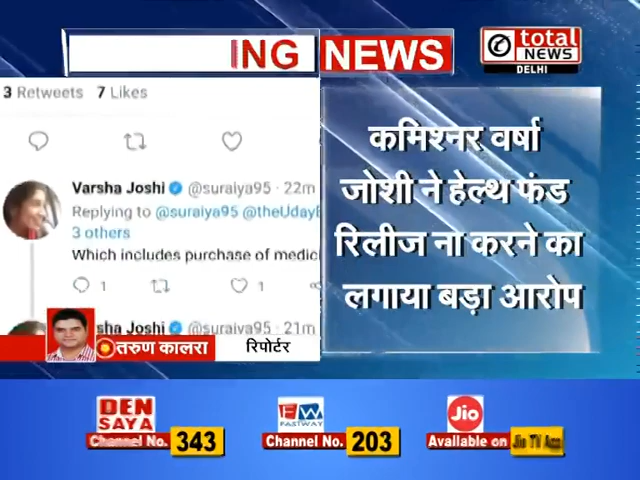 ING NEWS
total
NEWS
DELHI
3 Retweets 7 Likes
Varsha Joshi @suraiya95 · 22m
Replying to @suraiya95 @theUday
3 others
Which includes purchase of medici
1 1
sha Joshi @suraiya95 · 21m
कमिश्नर वर्षा
जोशी ने हेल्थ फंड
रिलीज ना करने का
लगाया बड़ा आरोप
तरुण कालरा रिपोर्टर
DEN
SAYA
Channel No. 343
FW
FASTWAY
Channel No. 203
Jio
Available on Jio TV App